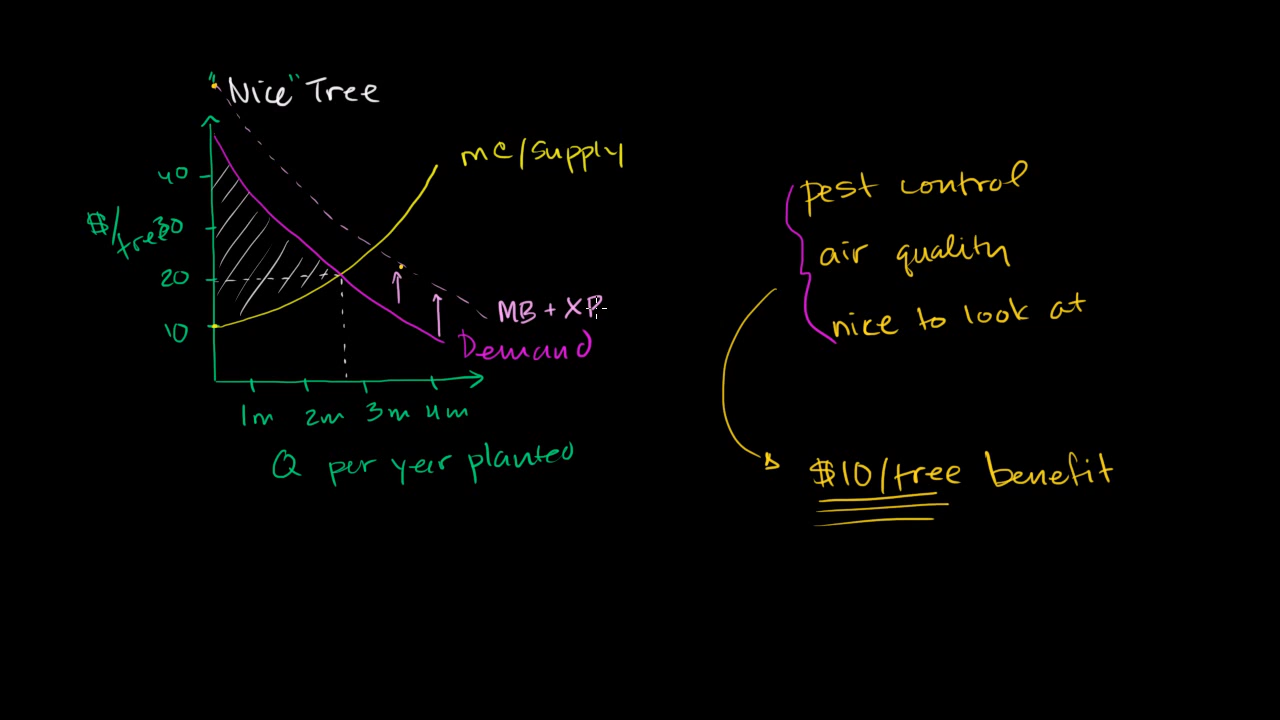 "Nice" Tree
mc/supply
40
$/tree
30
20
10
MB + XP
Demand
1m 2m 3m 4m
Q per year planted
pest control
air quality
nice to look at
$10/tree benefit